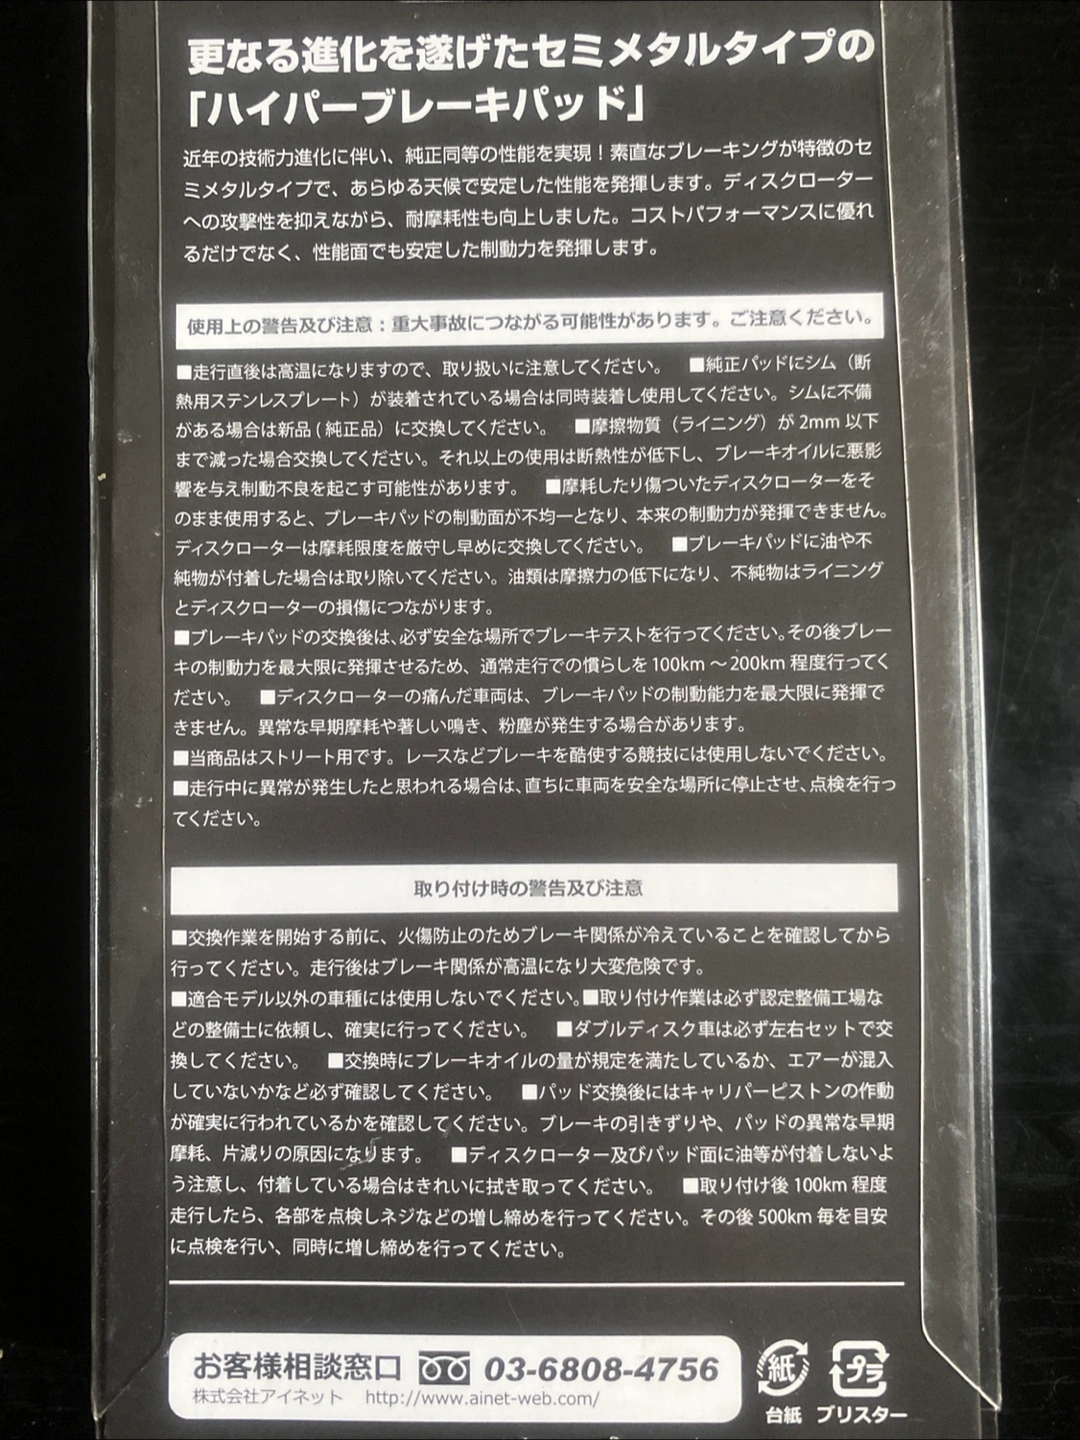 更なる進化を遂げたセミメタルタイプの
「ハイパーブレーキパッド」
近年の技術力進化に伴い、純正同等の性能を実現！素直なブレーキングが特徴のセ
ミメタルタイプで、あらゆる天候で安定した性能を発揮します。ディスクローター
への攻撃性を抑えながら、耐摩耗性も向上しました。コストパフォーマンスに優れ
るだけでなく、性能面でも安定した制動力を発揮します。
使用上の警告及び注意：重大事故につながる可能性があります。ご注意ください。
■走行直後は高温になりますので、取り扱いに注意してください。　■純正パッドにシム（断
熱用ステンレスプレート）が装着されている場合は同時装着し使用してください。シムに不備
がある場合は新品(純正品）に交換してください。　■摩擦物質（ライニング）が 2mm 以下
まで減った場合交換してください。それ以上の使用は断熱性が低下し、ブレーキオイルに悪影
響を与え制動不良を起こす可能性があります。　■摩耗したり傷ついたディスクローターをそ
のまま使用すると、ブレーキパッドの制動面が不均一となり、本来の制動力が発揮できません。
ディスクローターは摩耗限度を厳守し早めに交換してください。　■ブレーキパッドに油や不
純物が付着した場合は取り除いてください。油類は摩擦力の低下になり、不純物はライニング
とディスクローターの損傷につながります。
■ブレーキパッドの交換後は、必ず安全な場所でブレーキテストを行ってください。その後ブレー
キの制動力を最大限に発揮させるため、通常走行での慣らしを 100km ～ 200km 程度行ってく
ださい。　■ディスクローターの痛んだ車両は、ブレーキパッドの制動能力を最大限に発揮で
きません。異常な早期摩耗や著しい鳴き、粉塵が発生する場合があります。
■当商品はストリート用です。レースなどブレーキを酷使する競技には使用しないでください。
■走行中に異常が発生したと思われる場合は、直ちに車両を安全な場所に停止させ、点検を行っ
てください。
取り付け時の警告及び注意
■交換作業を開始する前に、火傷防止のためブレーキ関係が冷えていることを確認してから
行ってください。走行後はブレーキ関係が高温になり大変危険です。
■適合モデル以外の車種には使用しないでください。■取り付け作業は必ず認定整備工場な
どの整備士に依頼し、確実に行ってください。　■ダブルディスク車は必ず左右セットで交
換してください。　■交換時にブレーキオイルの量が規定を満たしているか、エアーが混入
していないかなど必ず確認してください。　■パッド交換後にはキャリパーピストンの作動
が確実に行われているかを確認してください。ブレーキの引きずりや、パッドの異常な早期
摩耗、片減りの原因になります。　■ディスクローター及びパッド面に油等が付着しないよ
う注意し、付着している場合はきれいに拭き取ってください。　■取り付け後 100km 程度
走行したら、各部を点検しネジなどの増し締めを行ってください。その後 500km 毎を目安
に点検を行い、同時に増し締めを行ってください。
お客様相談窓口 03-6808-4756
株式会社アイネット　http://www.ainet-web.com/
紙 プラ
台紙 ブリスター